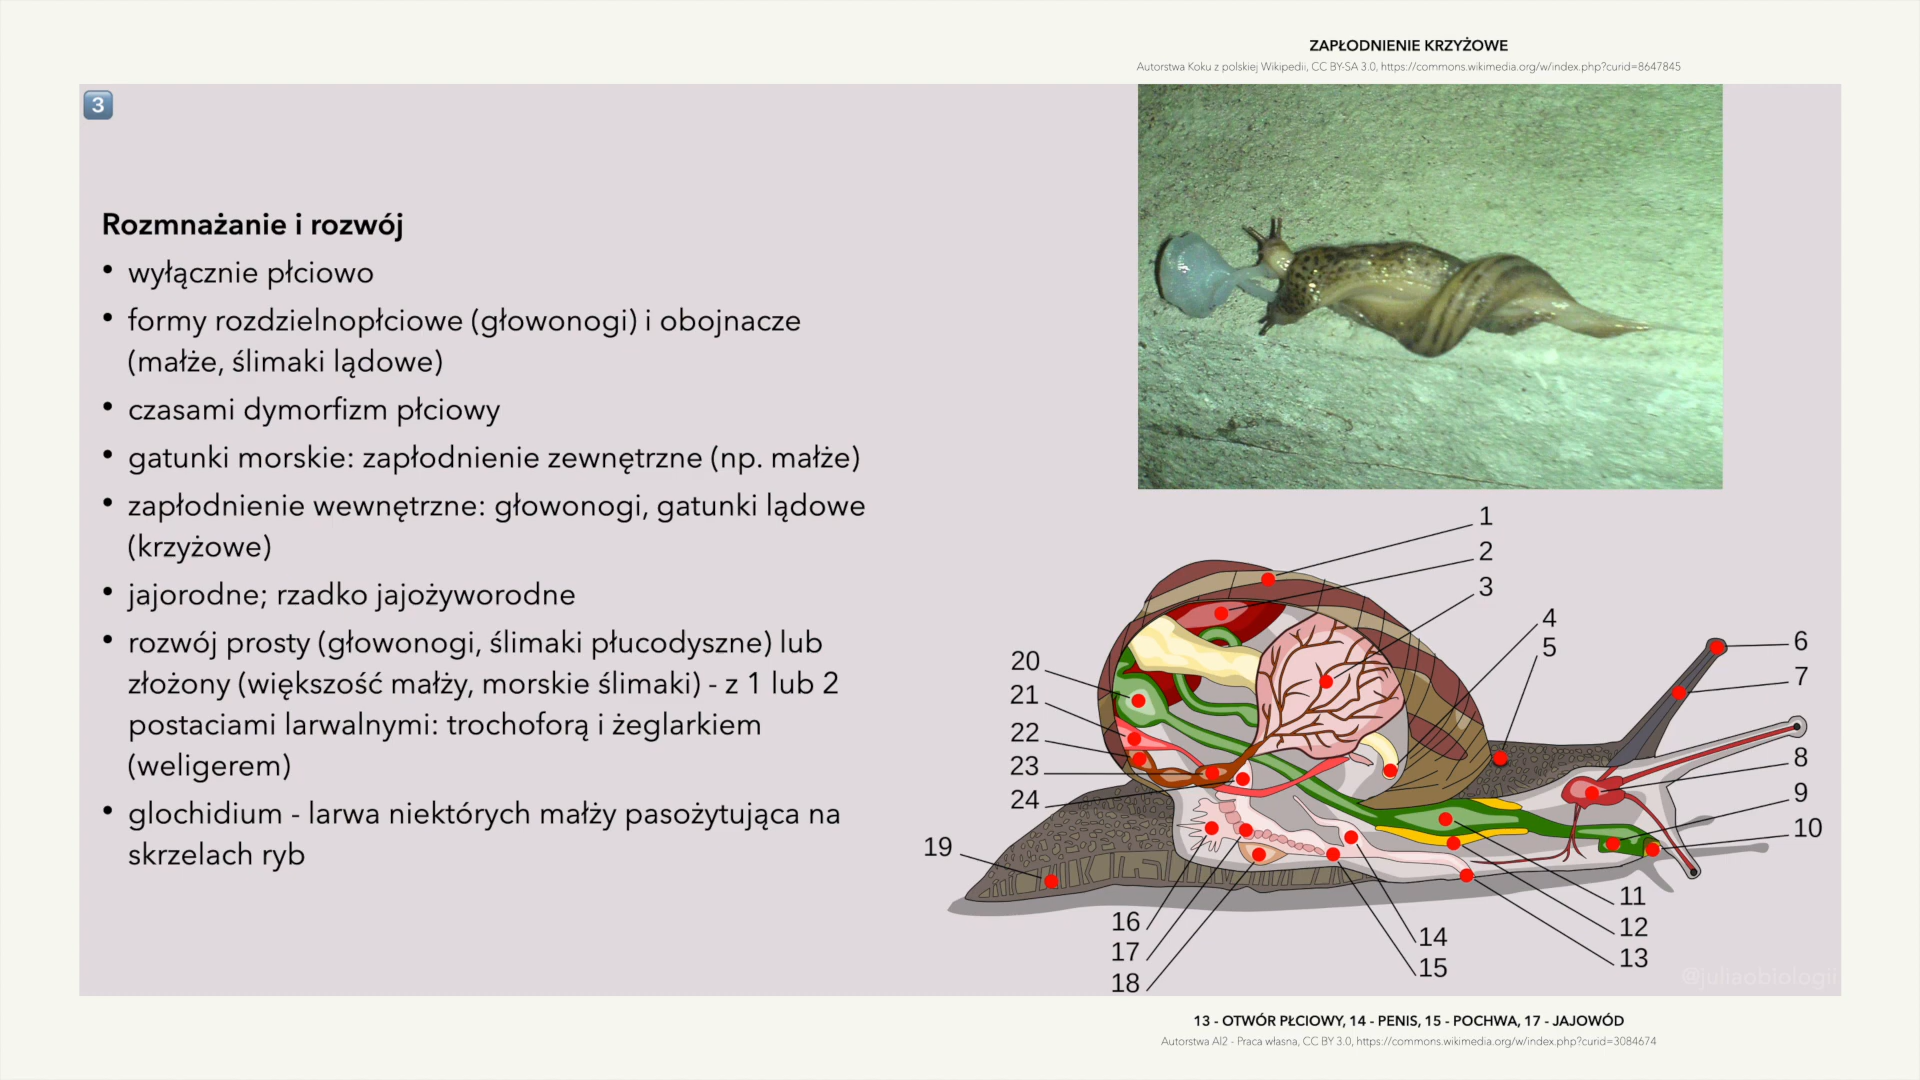 ZAPŁODNIENIE KRZYŻOWE
Autorstwa Koku z polskiej Wikipedii, CC BY-SA 3.0, https://commons.wikimedia.org/w/index.php?curid=8647845
3
Rozmnażanie i rozwój
• wyłącznie płciowo
• formy rozdzielnopłciowe (głowonogi) i obojnacze
(małże, ślimaki lądowe)
• czasami dymorfizm płciowy
• gatunki morskie: zapłodnienie zewnętrzne (np. małże)
• zapłodnienie wewnętrzne: głowonogi, gatunki lądowe
(krzyżowe)
• jajorodne; rzadko jajożyworodne
• rozwój prosty (głowonogi, ślimaki płucodyszne) lub
złożony (większość małży, morskie ślimaki) - z 1 lub 2
postaciami larwalnymi: trochoforą i żeglarkiem
(weligerem)
• glochidium - larwa niektórych małży pasożytująca na
skrzelach ryb
1
2
3
4
5
6
7
8
9
10
11
12
13
14
15
16
17
18
19
20
21
22
23
24
@juliaobiologii
13 - OTWÓR PŁCIOWY, 14 - PENIS, 15 - POCHWA, 17 - JAJOWÓD
Autorstwa Al2 - Praca własna, CC BY 3.0, https://commons.wikimedia.org/w/index.php?curid=3084674